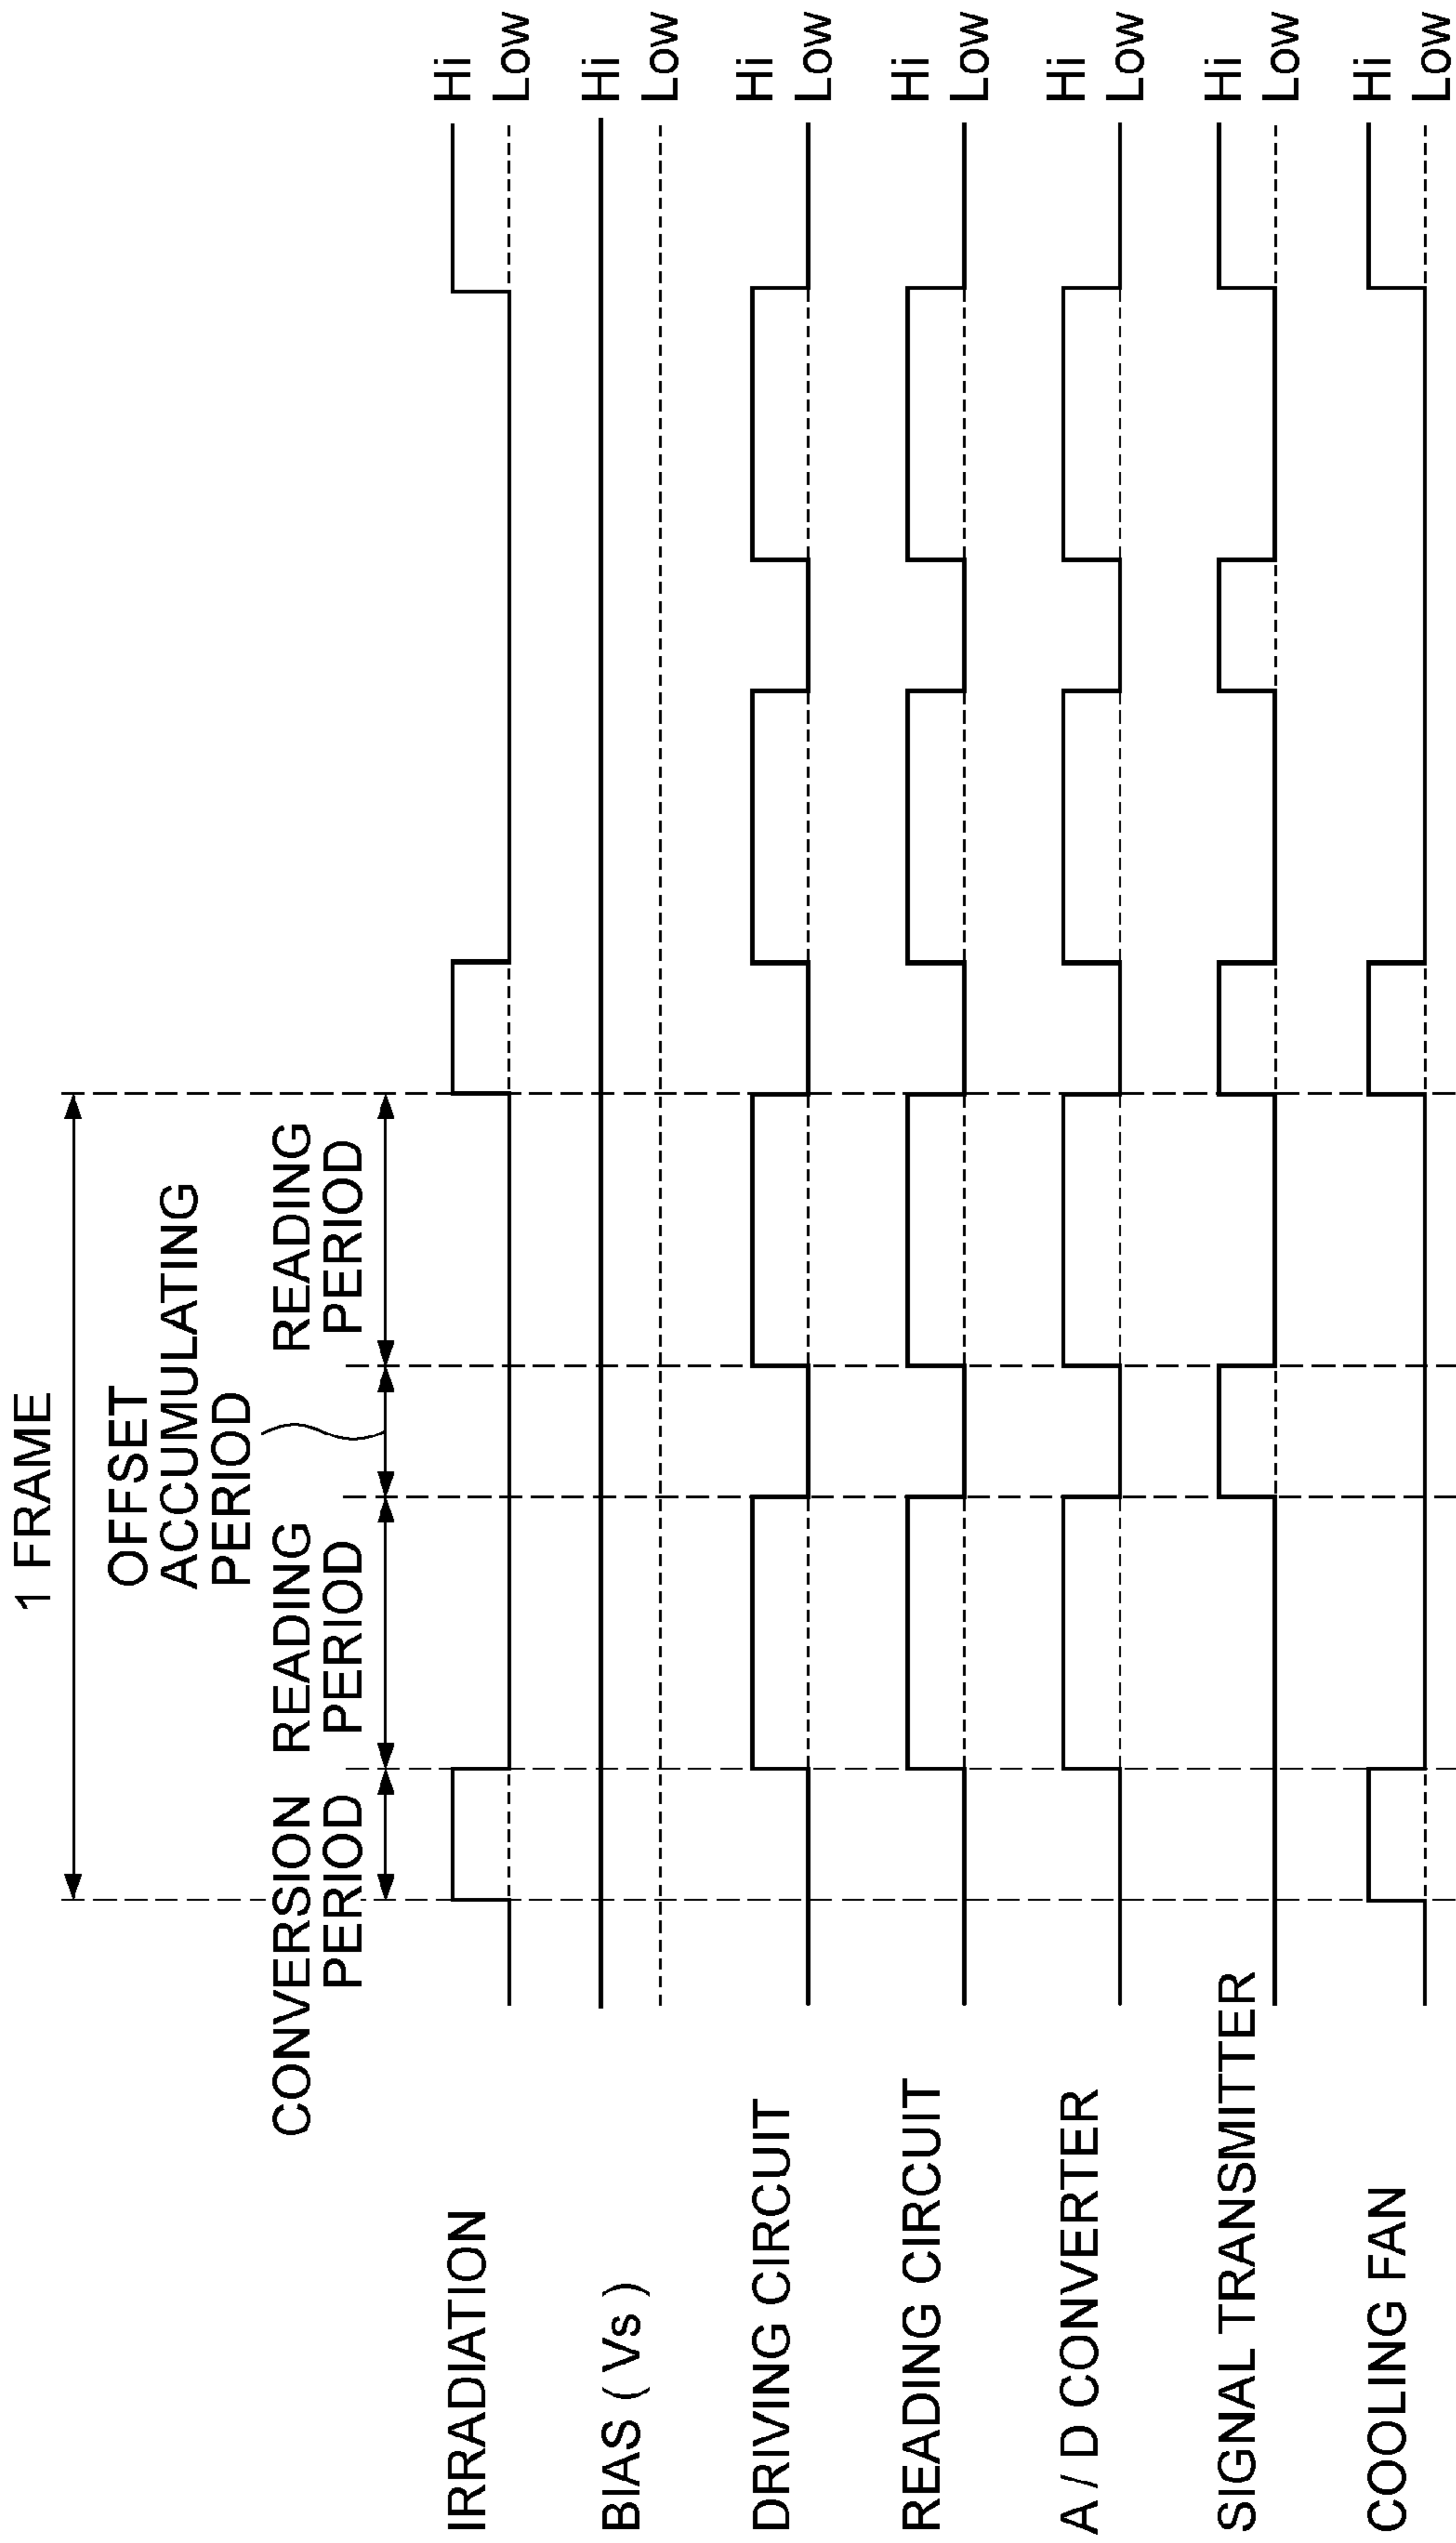 1 FRAME
OFFSET
ACCUMULATING
PERIOD
CONVERSION
PERIOD
READING
PERIOD
READING
PERIOD
IRRADIATION
Hi
Low
BIAS ( Vs )
Hi
Low
DRIVING CIRCUIT
Hi
Low
READING CIRCUIT
Hi
Low
A / D CONVERTER
Hi
Low
SIGNAL TRANSMITTER
Hi
Low
COOLING FAN
Hi
Low